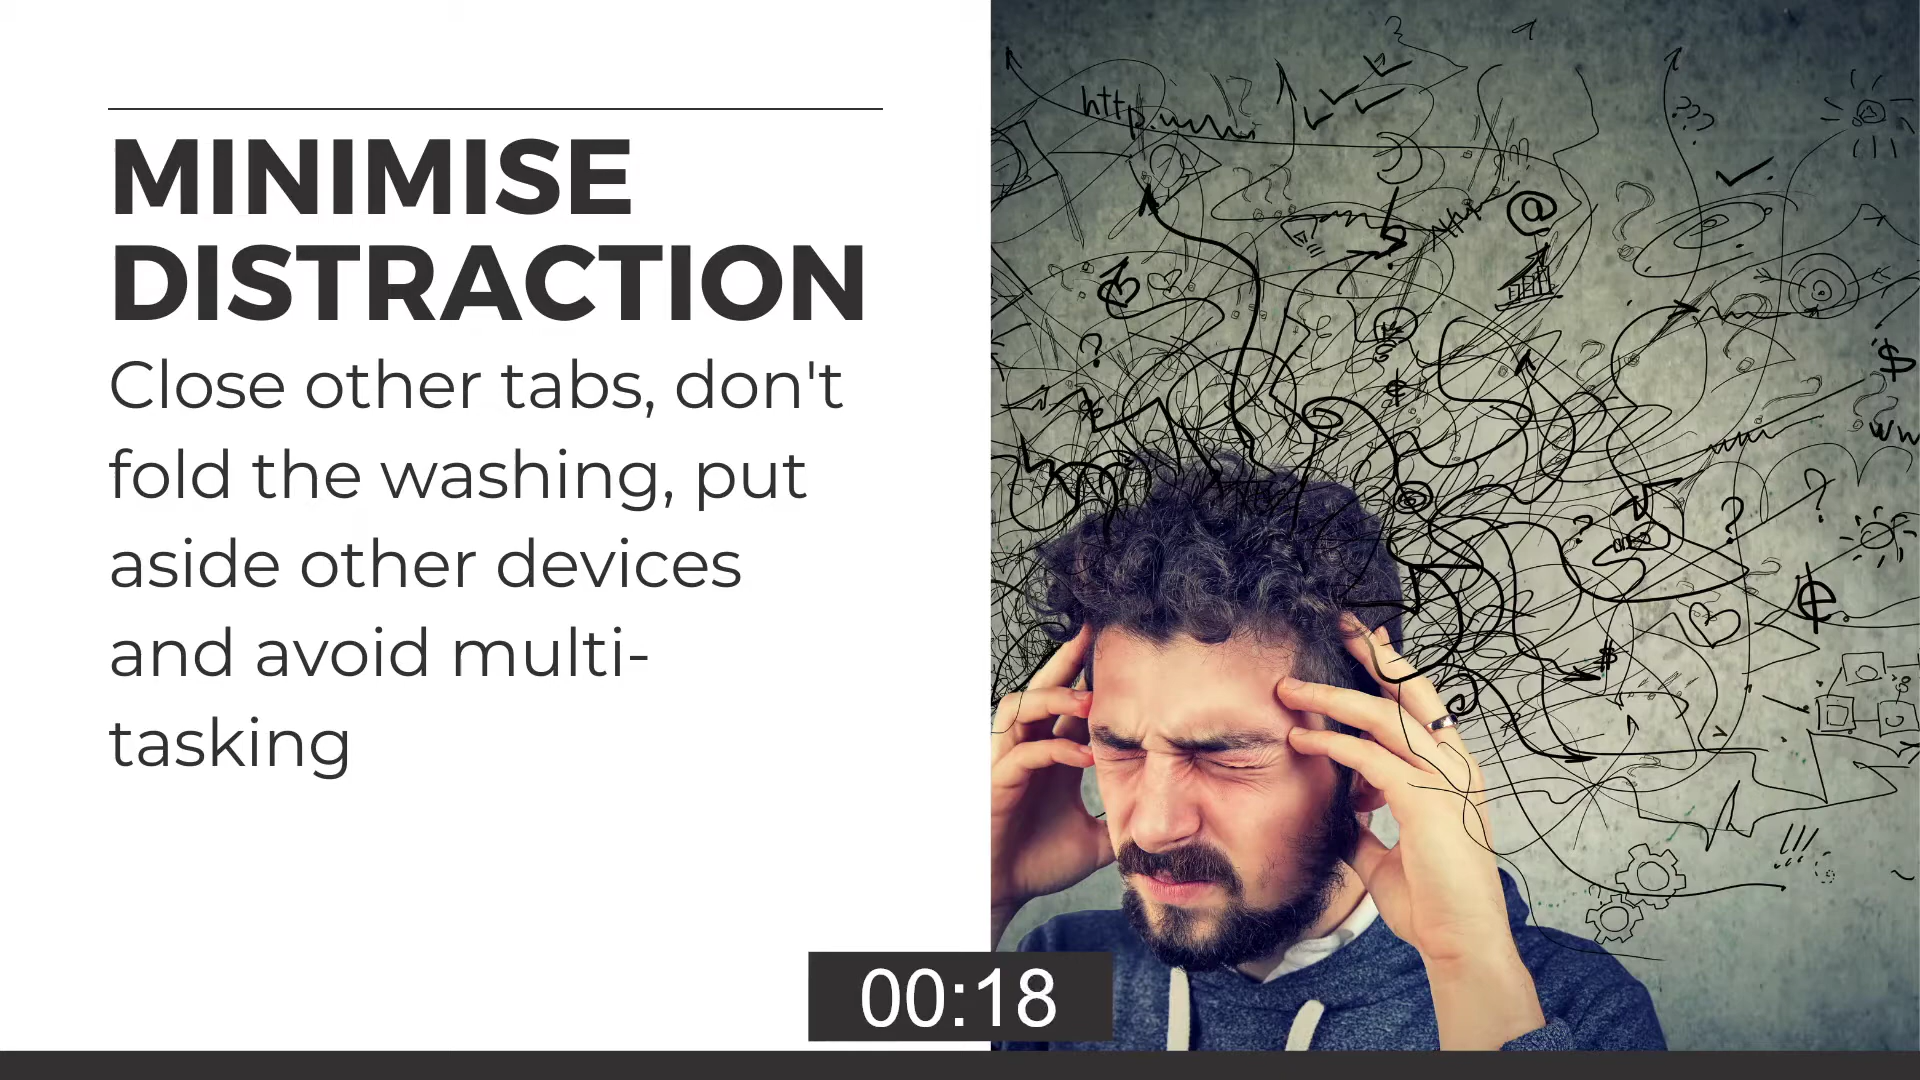 MINIMISE
DISTRACTION
Close other tabs, don't
fold the washing, put
aside other devices
and avoid multi-
tasking
http.
@
00:18